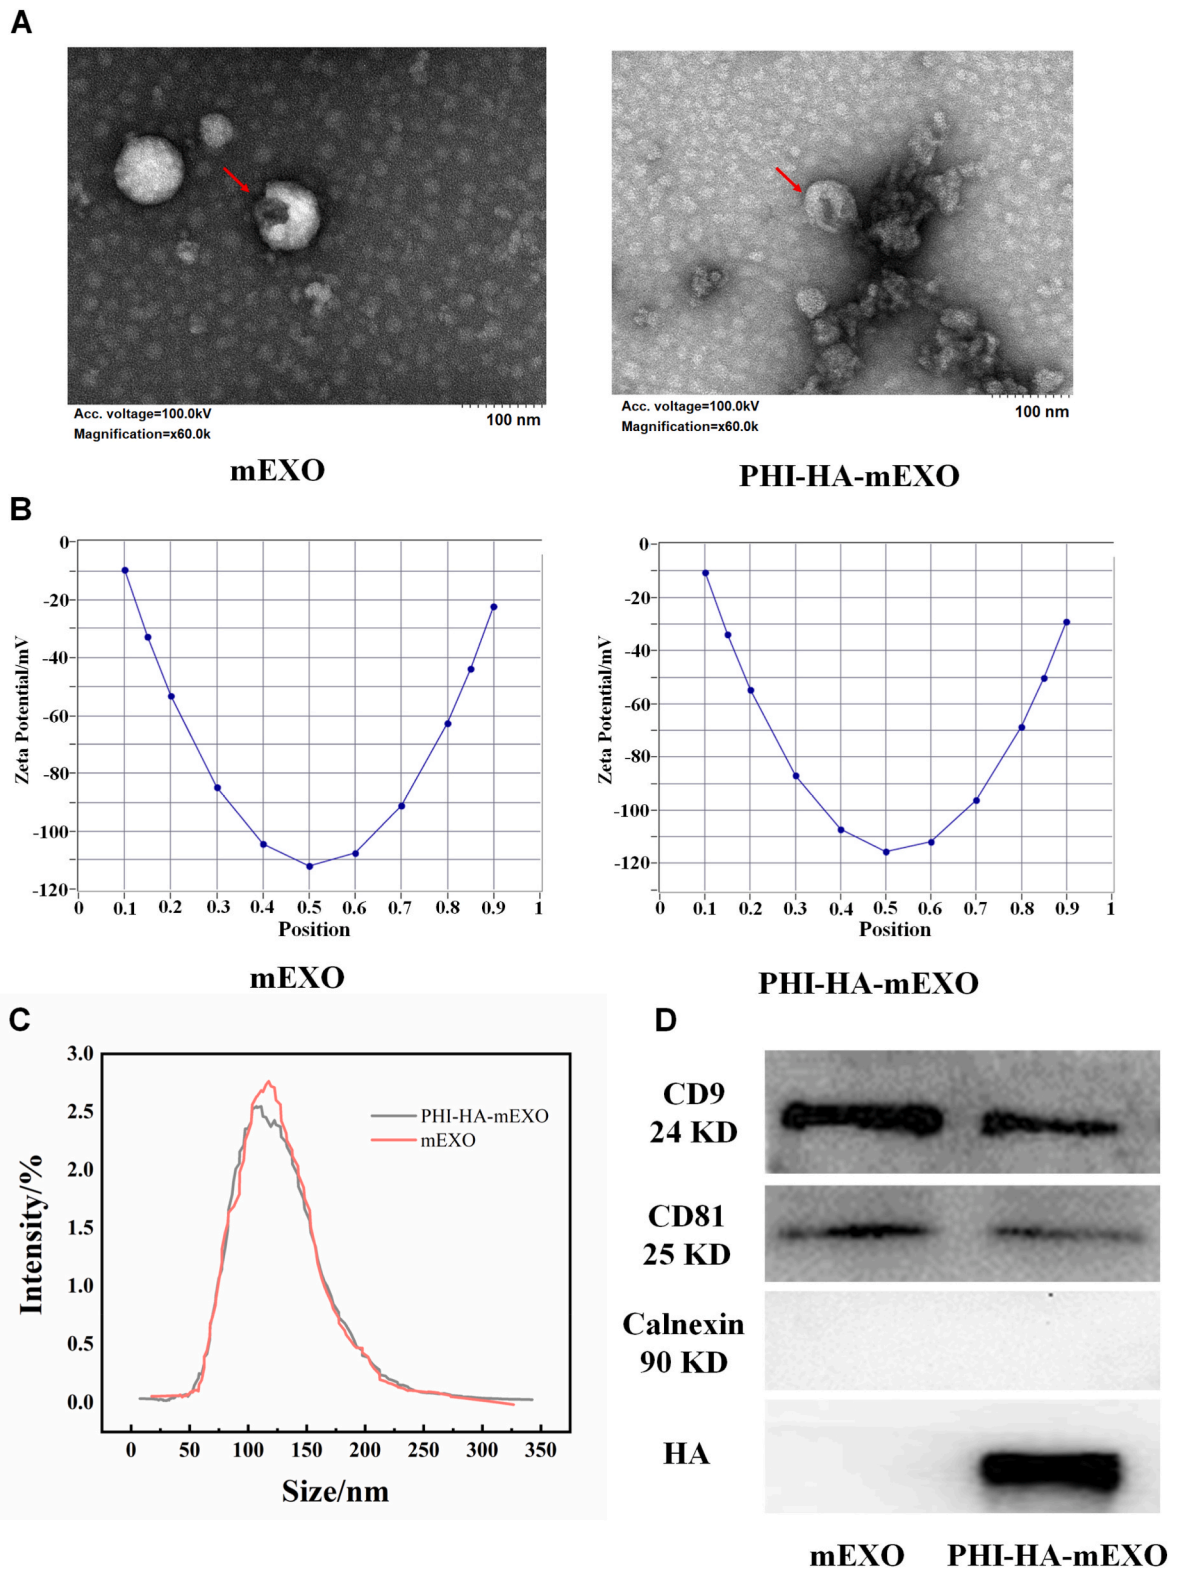 A
Acc. voltage=100.0kV
Magnification=x60.0k
100 nm
mEXO
Acc. voltage=100.0kV
Magnification=x60.0k
100 nm
PHI-HA-mEXO
B
Zeta Potential/mV
0
-20
-40
-60
-80
-100
-120
0 0.1 0.2 0.3 0.4 0.5 0.6 0.7 0.8 0.9 1
Position
mEXO
Zeta Potential/mV
0
-20
-40
-60
-80
-100
-120
0 0.1 0.2 0.3 0.4 0.5 0.6 0.7 0.8 0.9 1
Position
PHI-HA-mEXO
C
Intensity/%
3.0
2.5
2.0
1.5
1.0
0.5
0.0
PHI-HA-mEXO
mEXO
0 50 100 150 200 250 300 350
Size/nm
D
CD9
24 KD
CD81
25 KD
Calnexin
90 KD
HA
mEXO PHI-HA-mEXO